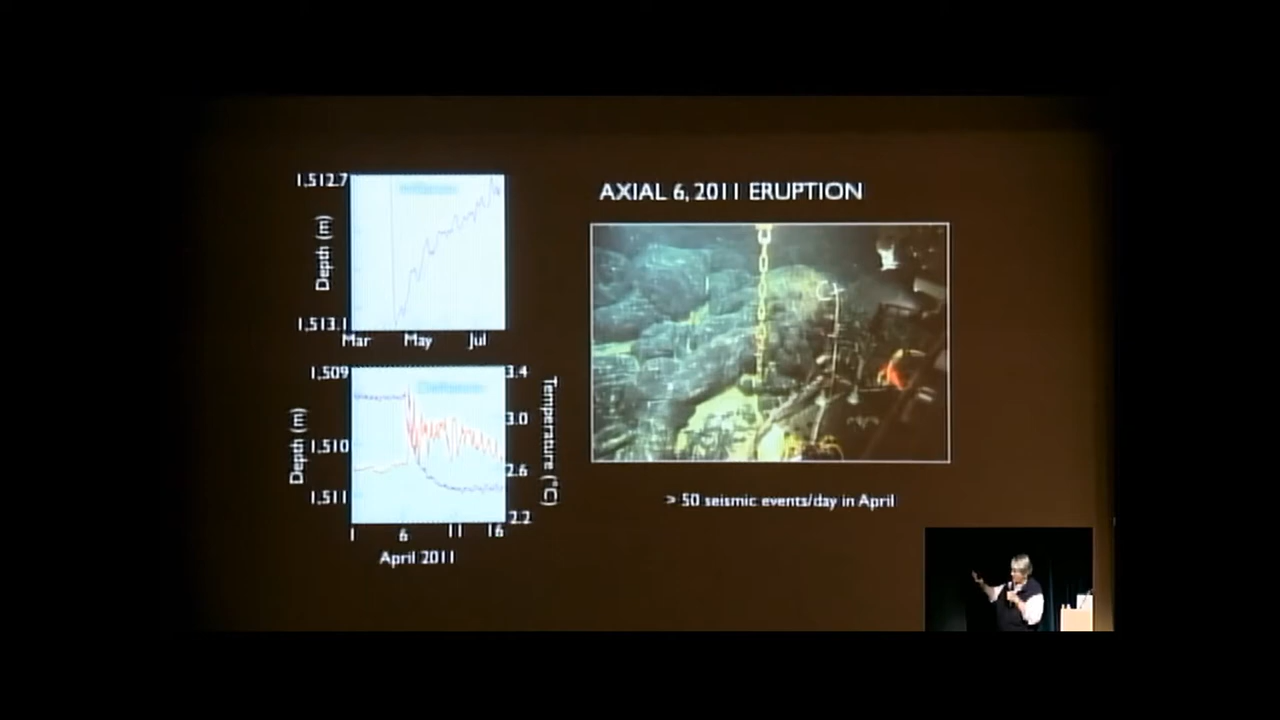 AXIAL 6, 2011 ERUPTION
1,512.7
Depth (m)
1,513.1
Mar May Jul
1,509
1,510
1,511
Depth (m)
3.4
3.0
2.6
2.2
Temperature (°C)
1 6 11 16
April 2011
> 50 seismic events/day in April